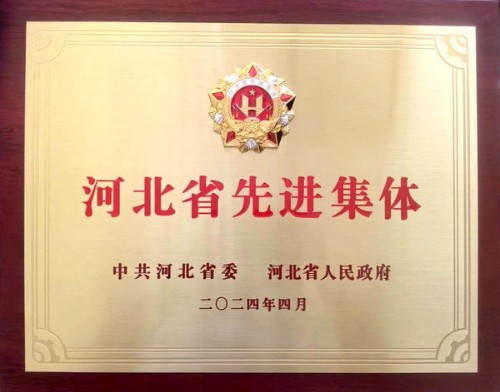 河北省先进集体
中共河北省委 河北省人民政府
二〇二四年四月